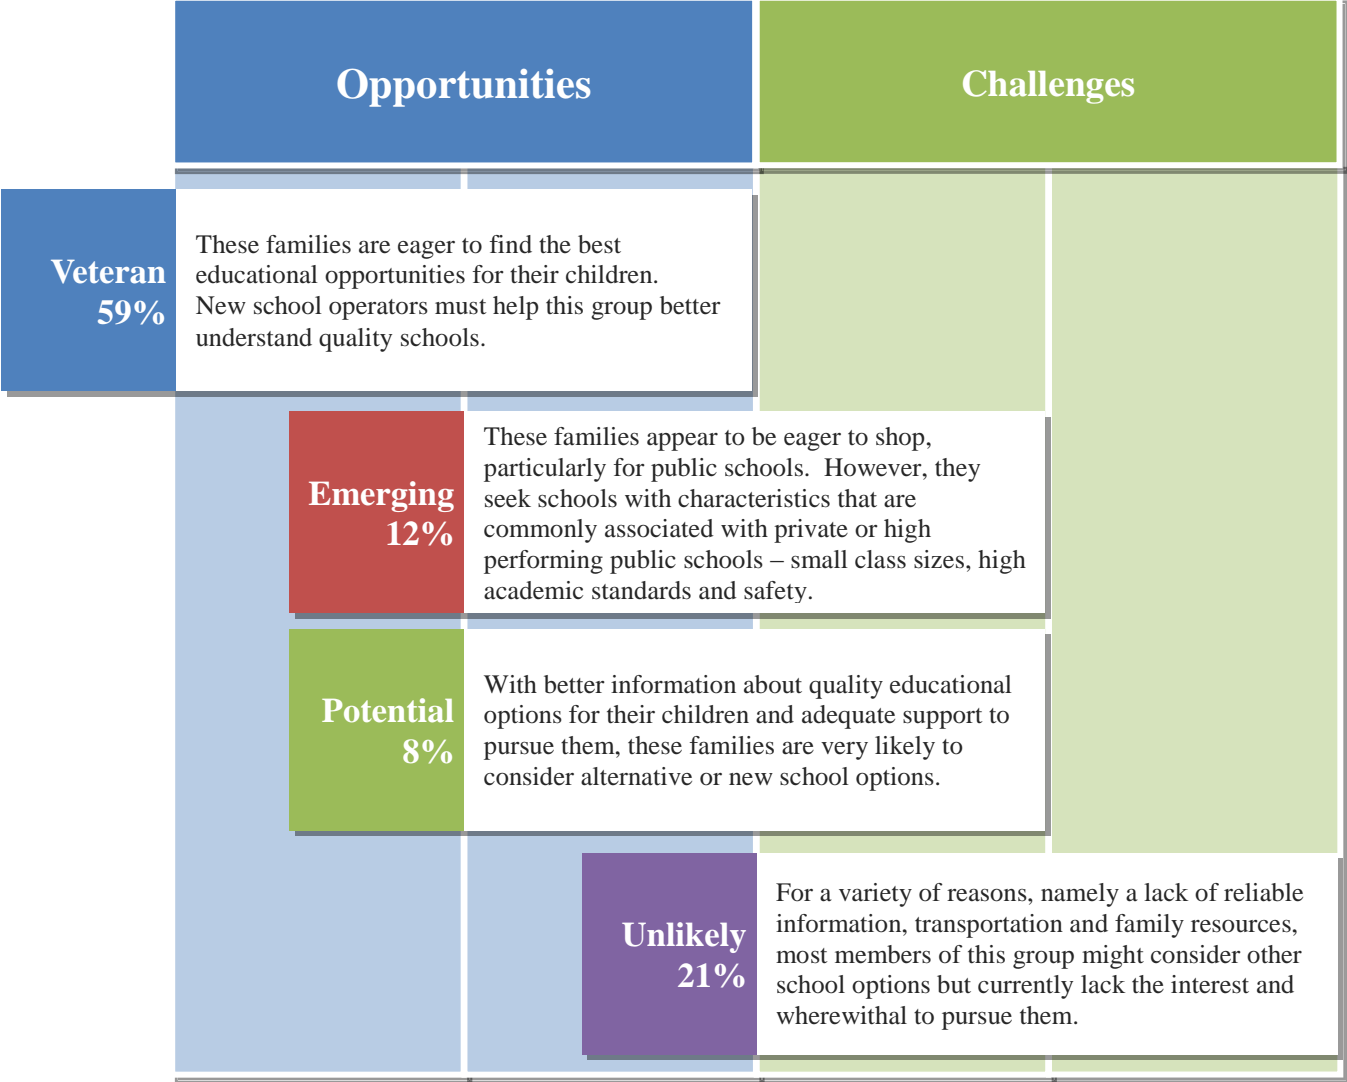 Opportunities
Challenges
Veteran
59%
These families are eager to find the best
educational opportunities for their children.
New school operators must help this group better
understand quality schools.
Emerging
12%
These families appear to be eager to shop,
particularly for public schools.  However, they
seek schools with characteristics that are
commonly associated with private or high
performing public schools – small class sizes, high
academic standards and safety.
Potential
8%
With better information about quality educational
options for their children and adequate support to
pursue them, these families are very likely to
consider alternative or new school options.
Unlikely
21%
For a variety of reasons, namely a lack of reliable
information, transportation and family resources,
most members of this group might consider other
school options but currently lack the interest and
wherewithal to pursue them.